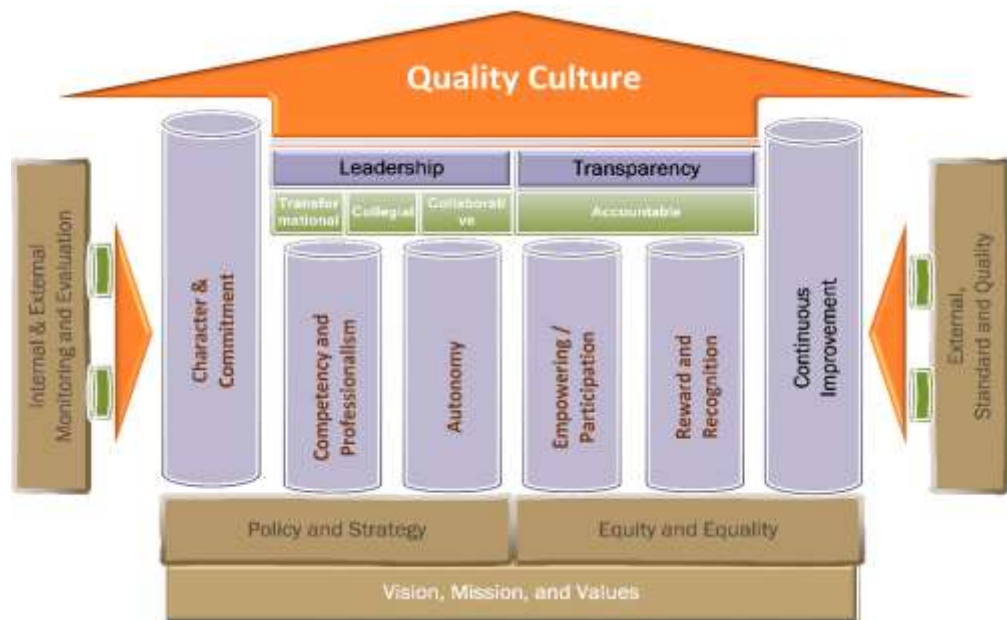 Quality Culture
Leadership
Transparency
Transfor
mational
Collegial
Collaborati
ve
Accountable
Internal & External
Monitoring and Evaluation
Character &
Commitment
Competency and
Professionalism
Autonomy
Empowering /
Participation
Reward and
Recognition
Continuous
Improvement
External,
Standard and Quality
Policy and Strategy
Equity and Equality
Vision, Mission, and Values